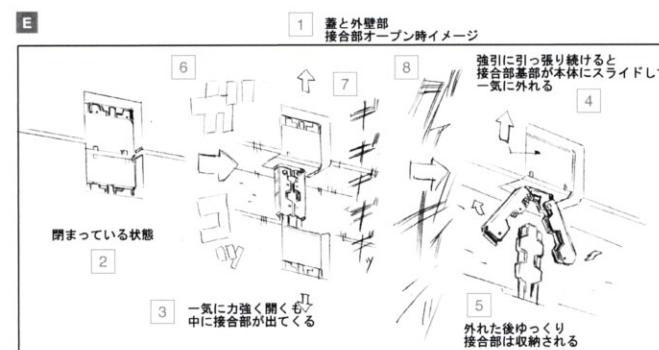 E
1
蓋と外壁部
接合部オープン時イメージ
6
7
8
強引に引っ張り続けると
接合部基部が本体にスライドして
一気に外れる
4
閉まっている状態
2
3
一気に力強く開くも
中に接合部が出てくる
5
外れた後ゆっくり
接合部は収納される